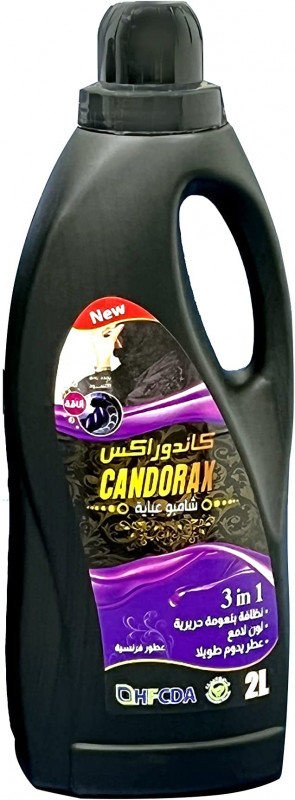 New
أناقة
كاندوراكس
CANDORAX
شامبو عباية
3 in 1
• نظافة بنعومة حريرية
• لون لامع
• عطر يدوم طويلا
عطور فرنسية
HFCDA
2L